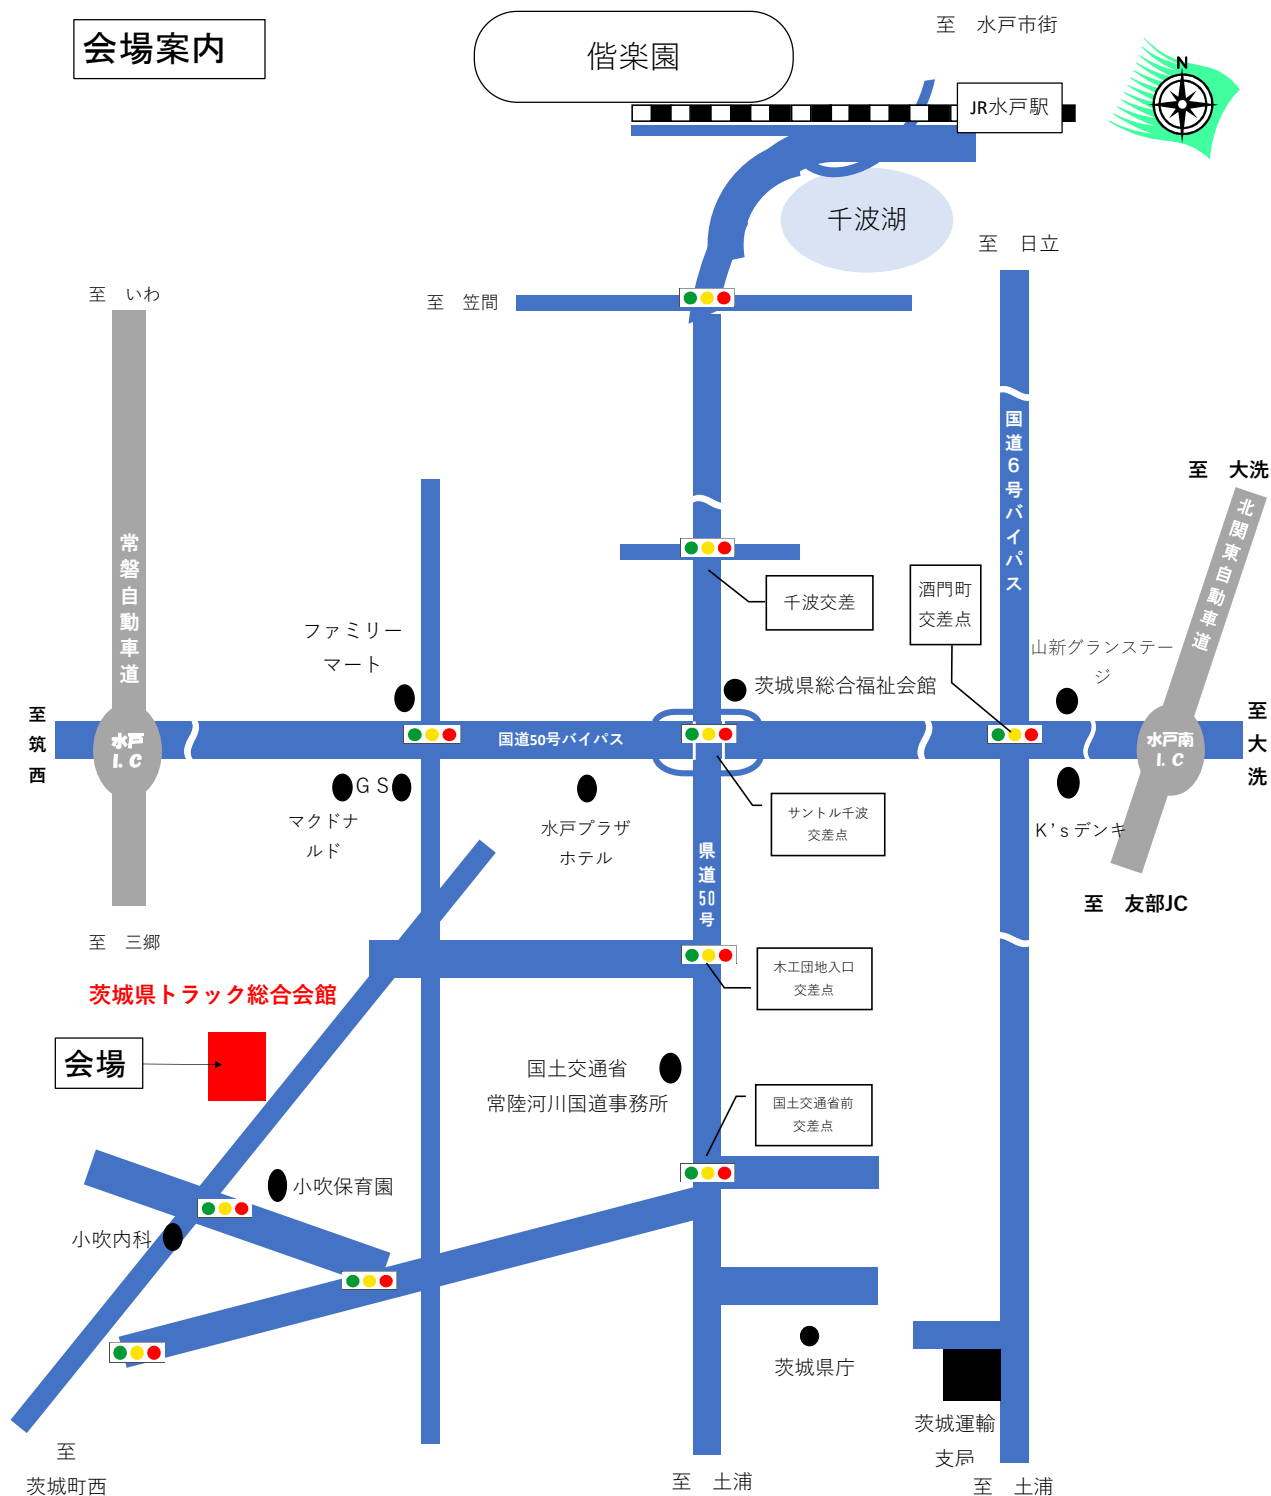 会場案内
偕楽園
至　水戸市街
N
JR水戸駅
千波湖
至　日立
至　いわ
至　笠間
国道6号バイパス
至　大洗
北関東自動車道
常磐自動車道
千波交差
酒門町
交差点
ファミリー
マート
山新グランステー
ジ
茨城県総合福祉会館
至筑西
水戸
I.C
国道50号バイパス
水戸南
I.C
至大洗
GS
マクドナ
ルド
水戸プラザ
ホテル
サントル千波
交差点
K'sデンキ
県道50号
至　友部JC
至　三郷
茨城県トラック総合会館
木工団地入口
交差点
会場
国土交通省
常陸河川国道事務所
国土交通省前
交差点
小吹保育園
小吹内科
茨城県庁
茨城運輸
支局
至
茨城町西
至　土浦
至　土浦